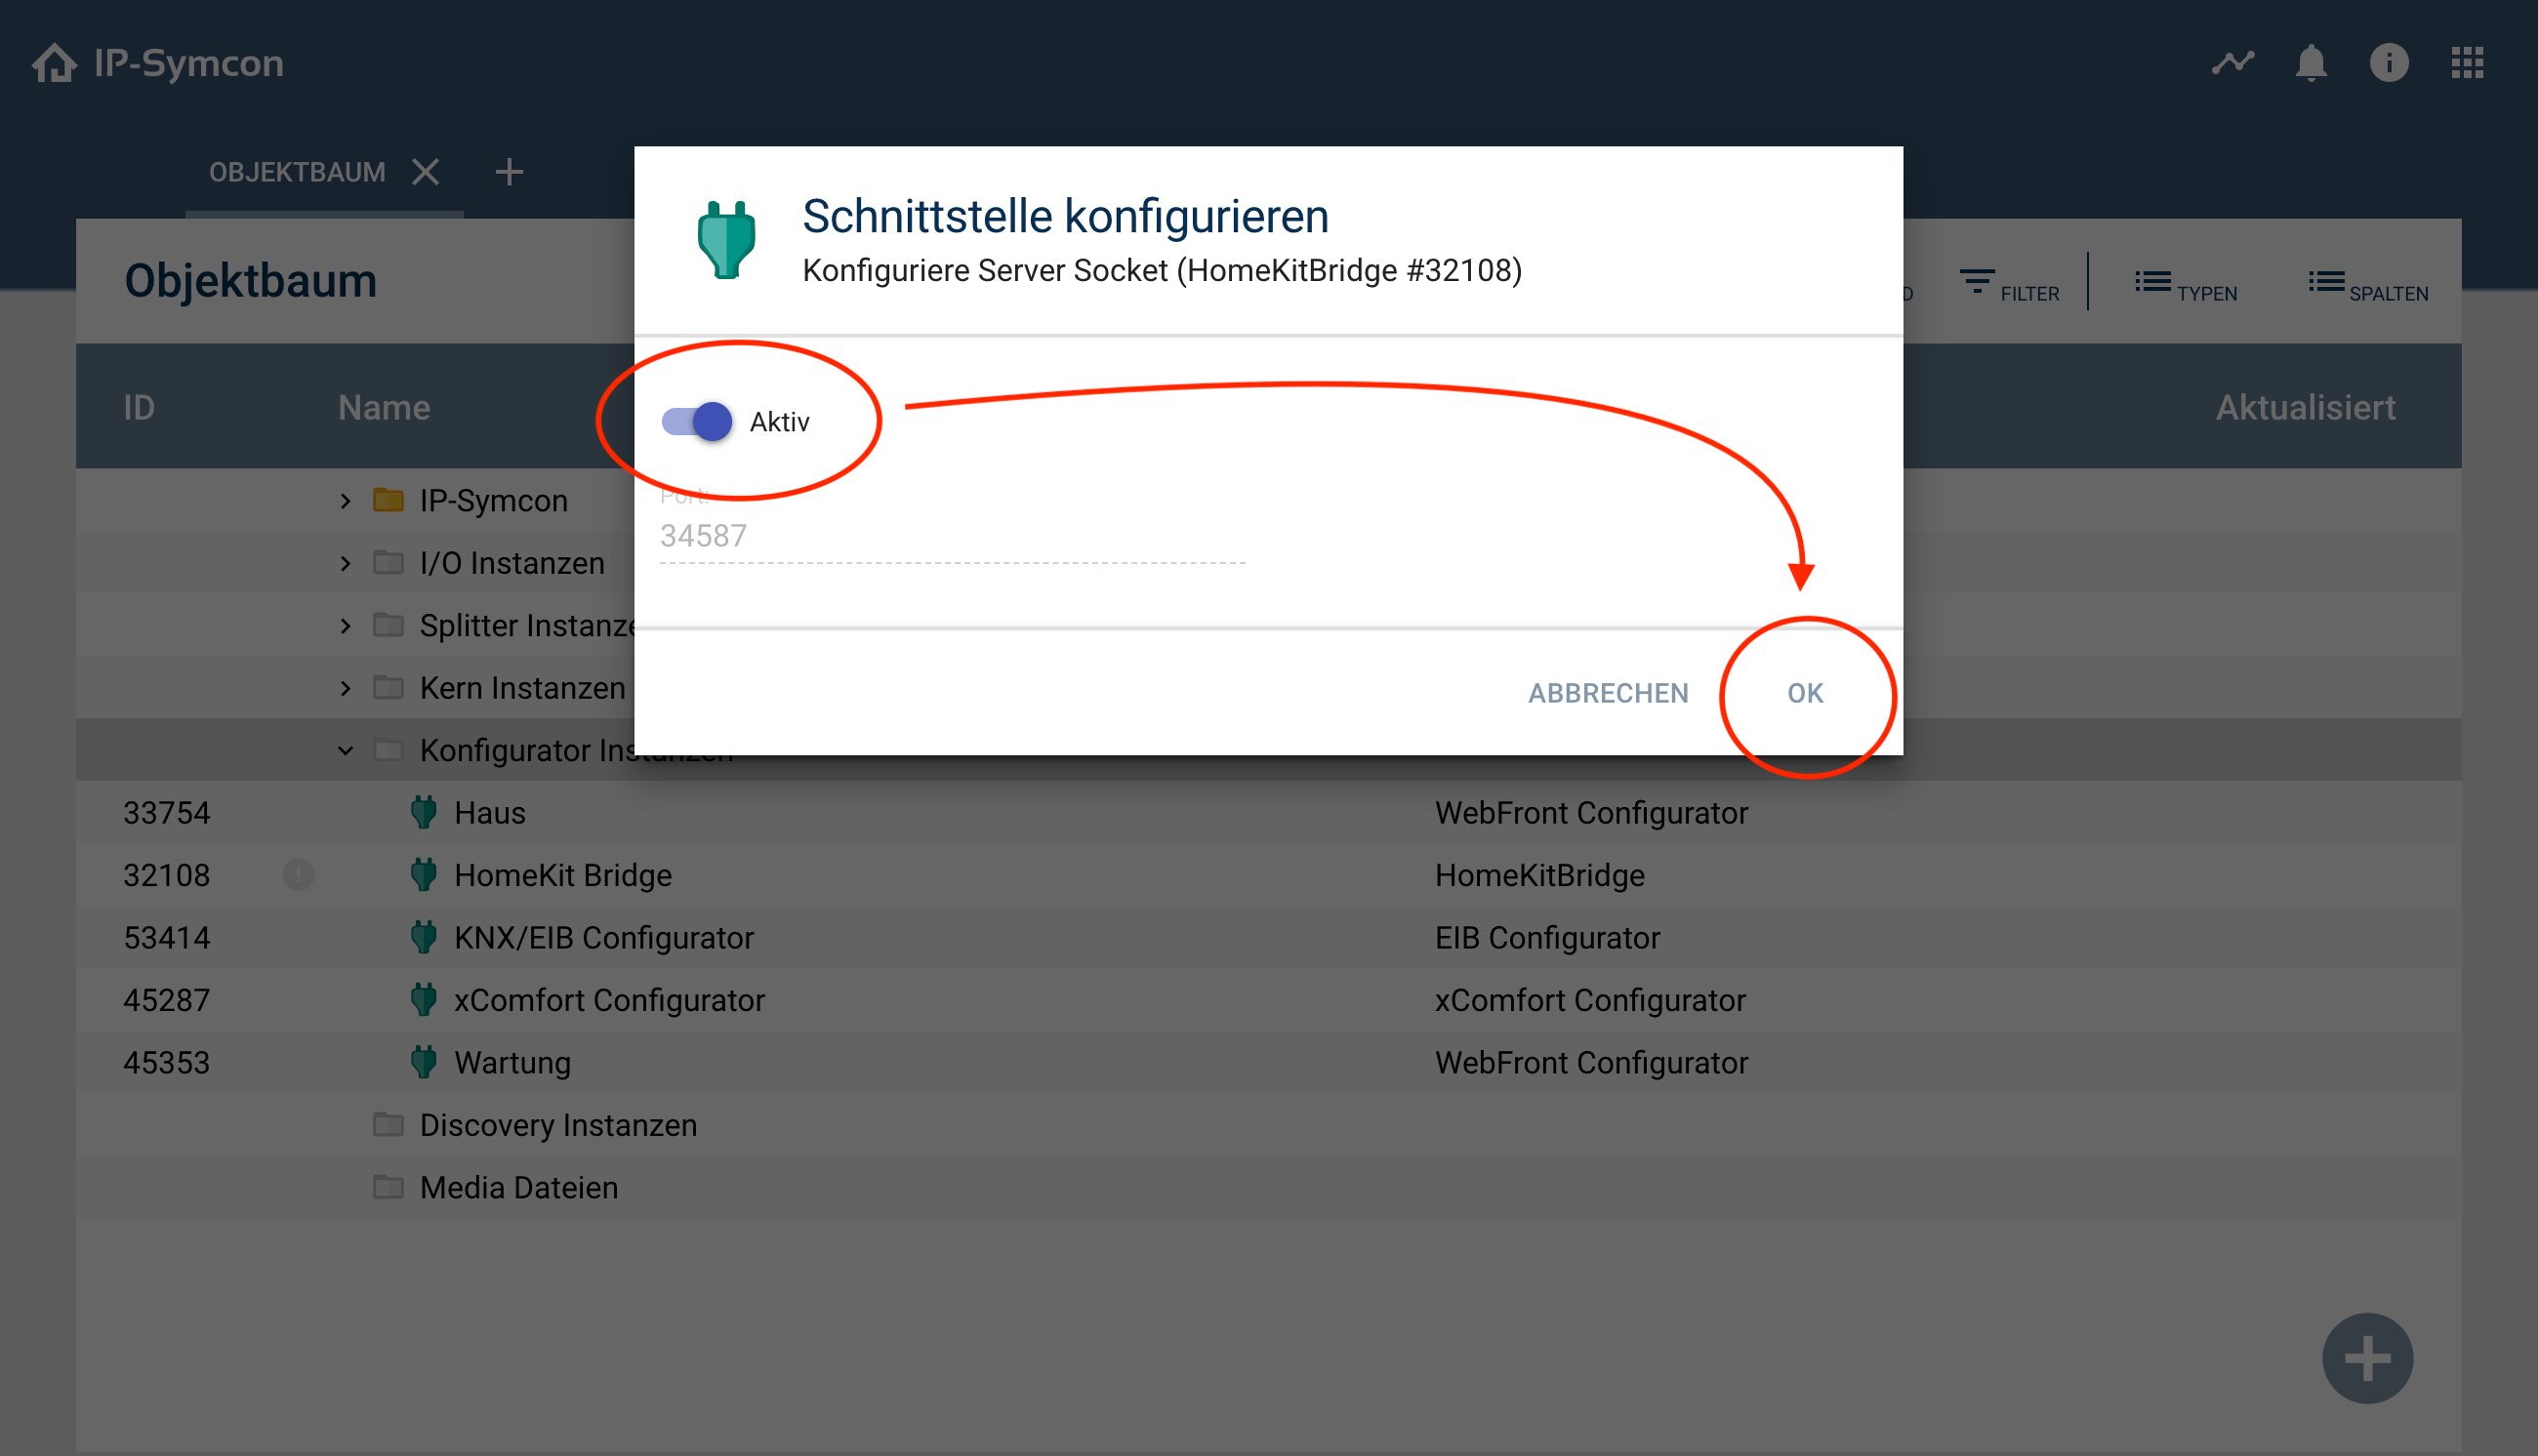 IP-Symcon
OBJEKTBAUM
Schnittstelle konfigurieren
Konfiguriere Server Socket (HomeKitBridge #32108)
Objektbaum
D
FILTER
TYPEN
SPALTEN
ID
Name
Aktualisiert
Aktiv
Port:
34587
ABBRECHEN
OK
IP-Symcon
I/O Instanzen
Splitter Instanze
Kern Instanzen
Konfigurator Instanzen
33754 Haus WebFront Configurator
32108 HomeKit Bridge HomeKitBridge
53414 KNX/EIB Configurator EIB Configurator
45287 xComfort Configurator xComfort Configurator
45353 Wartung WebFront Configurator
Discovery Instanzen
Media Dateien